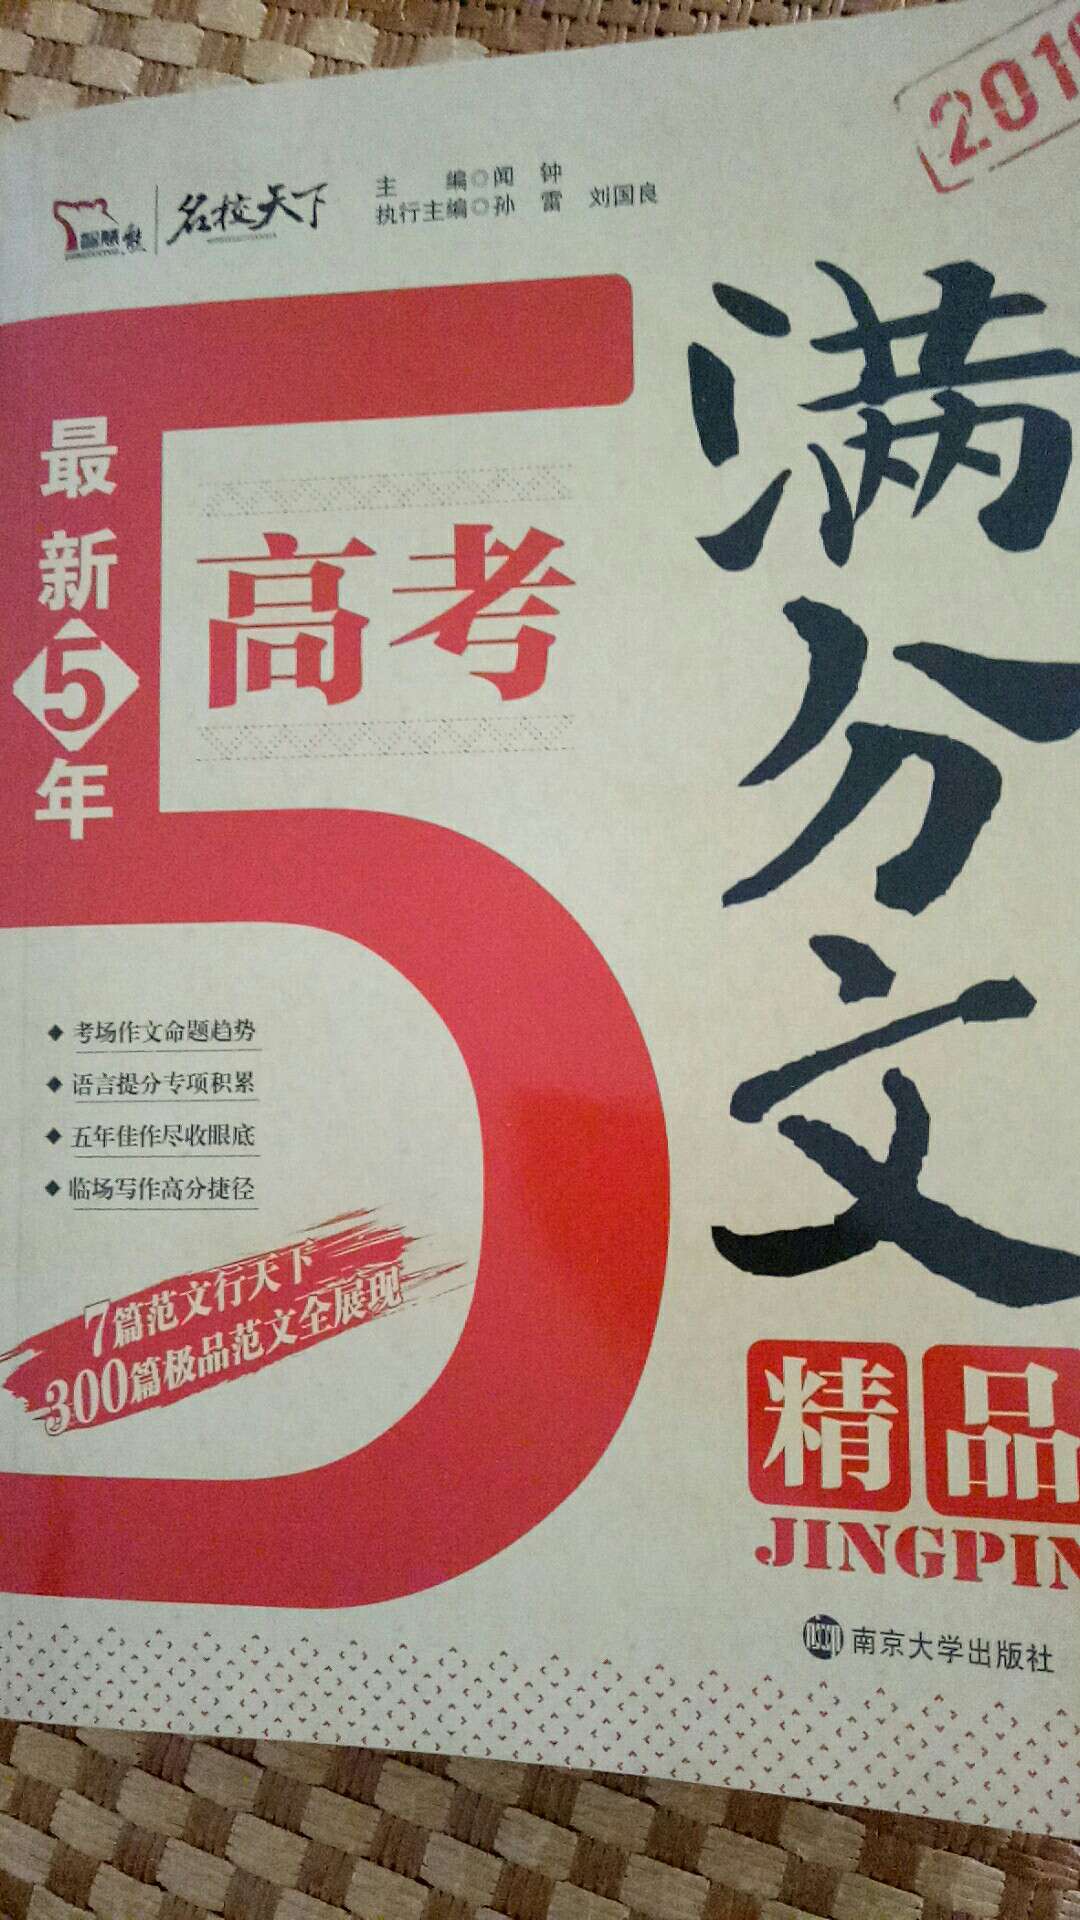 201
智慧熊
名校天下
主 编◎闻 钟
执行主编◎孙 雷 刘国良
满分文
最新5年
高考
◆ 考场作文命题趋势
◆ 语言提分专项积累
◆ 五年佳作尽收眼底
◆ 临场写作高分捷径
7篇范文行天下
300篇极品范文全展现
精品
JINGPIN
南京大学出版社